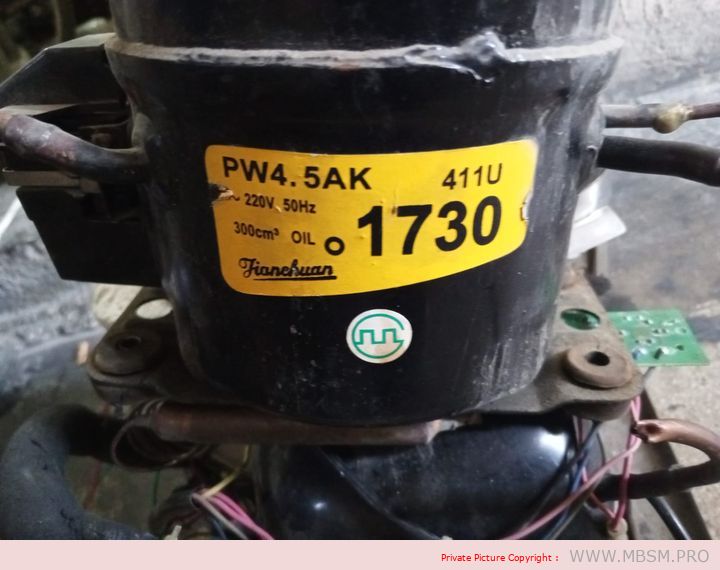 PW4.5AK 411U
~ 220V, 50Hz
300cm³ OIL
1730
Jianchuan
Private Picture Copyright : WWW.MBSM.PRO